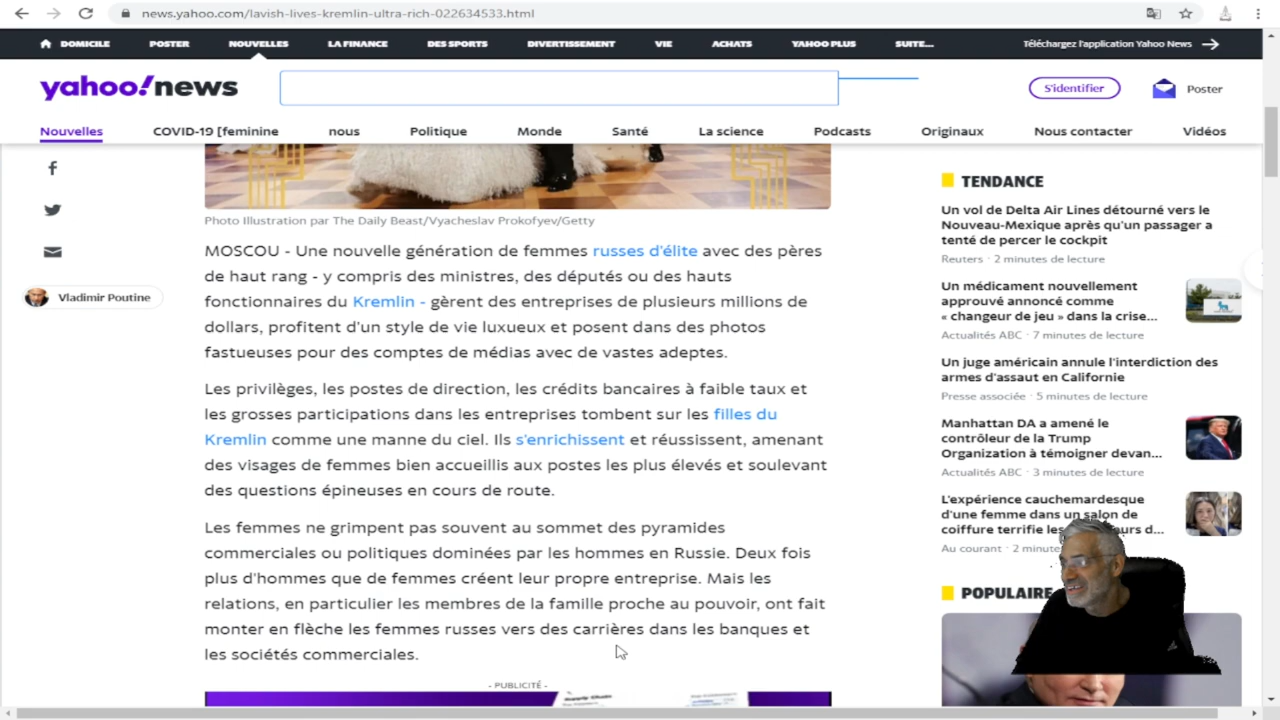 news.yahoo.com/lavish-lives-kremlin-ultra-rich-022634533.html
DOMICILE POSTER NOUVELLES LA FINANCE DES SPORTS DIVERTISSEMENT VIE ACHATS YAHOO PLUS SUITE... Téléchargez l'application Yahoo News
yahoo!news S'identifier Poster
Nouvelles COVID-19 [feminine nous Politique Monde Santé La science Podcasts Originaux Nous contacter Vidéos
Photo Illustration par The Daily Beast/Vyacheslav Prokofyev/Getty
Vladimir Poutine
MOSCOU - Une nouvelle génération de femmes russes d'élite avec des pères
de haut rang - y compris des ministres, des députés ou des hauts
fonctionnaires du Kremlin - gèrent des entreprises de plusieurs millions de
dollars, profitent d'un style de vie luxueux et posent dans des photos
fastueuses pour des comptes de médias avec de vastes adeptes.
Les privilèges, les postes de direction, les crédits bancaires à faible taux et
les grosses participations dans les entreprises tombent sur les filles du
Kremlin comme une manne du ciel. Ils s'enrichissent et réussissent, amenant
des visages de femmes bien accueillis aux postes les plus élevés et soulevant
des questions épineuses en cours de route.
Les femmes ne grimpent pas souvent au sommet des pyramides
commerciales ou politiques dominées par les hommes en Russie. Deux fois
plus d'hommes que de femmes créent leur propre entreprise. Mais les
relations, en particulier les membres de la famille proche au pouvoir, ont fait
monter en flèche les femmes russes vers des carrières dans les banques et
les sociétés commerciales.
- PUBLICITÉ -
TENDANCE
Un vol de Delta Air Lines détourné vers le
Nouveau-Mexique après qu'un passager a
tenté de percer le cockpit
Reuters · 2 minutes de lecture
Un médicament nouvellement
approuvé annoncé comme
« changeur de jeu » dans la crise...
Actualités ABC · 7 minutes de lecture
Un juge américain annule l'interdiction des
armes d'assaut en Californie
Presse associée · 5 minutes de lecture
Manhattan DA a amené le
contrôleur de la Trump
Organization à témoigner devan...
Actualités ABC · 3 minutes de lecture
L'expérience cauchemardesque
d'une femme dans un salon de
coiffure terrifie d...
Au courant · 2
POPULAIRE